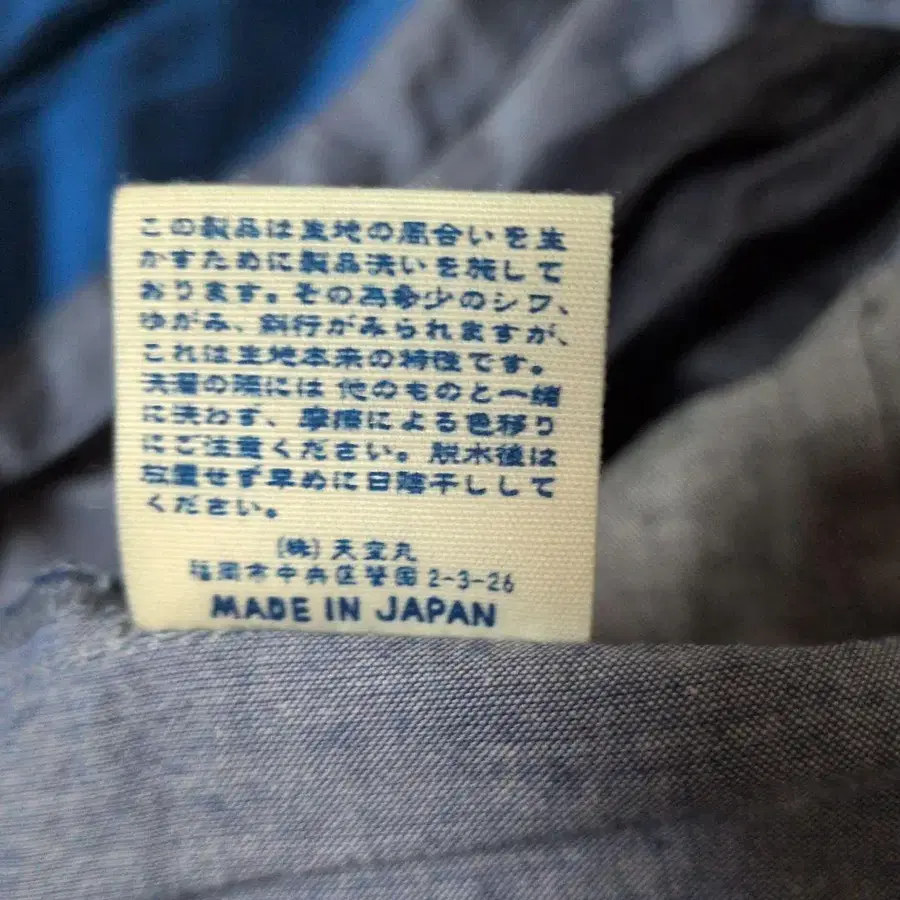 この製品は生地の風合いを生
かすために製品洗いを施して
おります。その為多少のシワ、
ゆがみ、斜行がみられますが、
これは生地本来の特徴です。
洗濯の際には他のものと一緒
に洗わず、摩擦による色移り
にご注意ください。脱水後は
放置せず早めに日陰干しして
ください。
(株)天宝丸
福岡市中央区警固2-3-26
MADE IN JAPAN